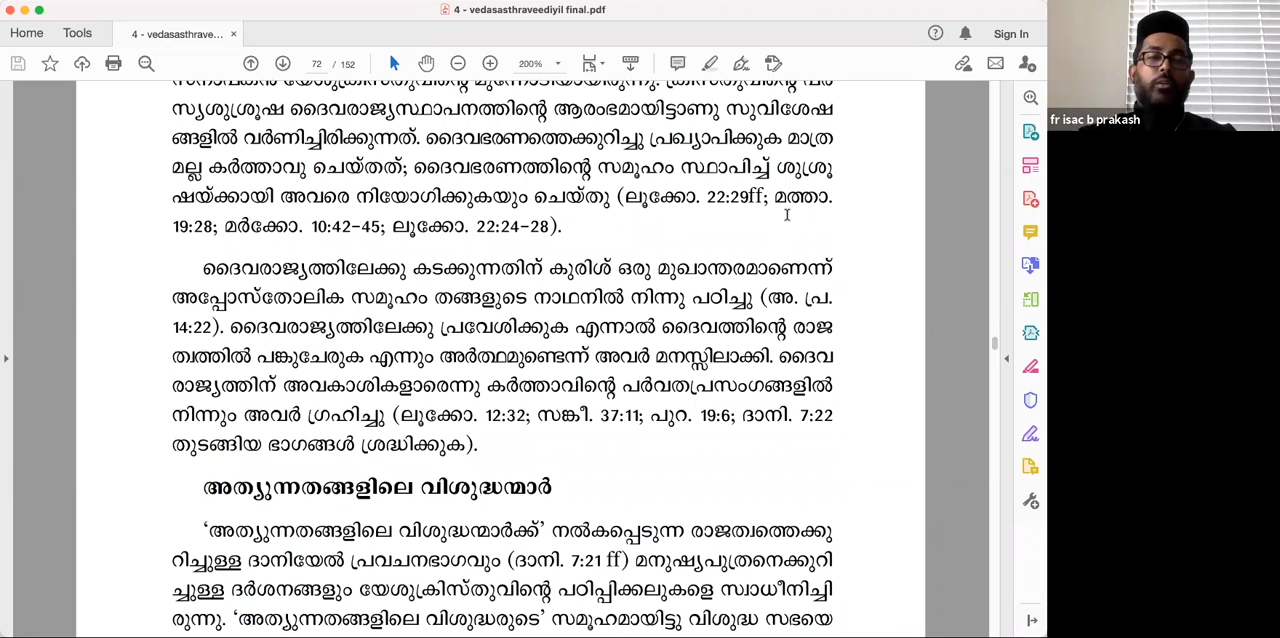 4 - vedasasthraveediyil final.pdf
Home Tools 4 - vedasasthrave... × Sign In
72 / 152 200%
fr isac b prakash
സ്യശുശ്രൂഷ ദൈവരാജ്യസ്ഥാപനത്തിന്റെ ആരംഭമായിട്ടാണു സുവിശേഷ
ങ്ങളിൽ വർണിച്ചിരിക്കുന്നത്. ദൈവഭരണത്തെക്കുറിച്ചു പ്രഖ്യാപിക്കുക മാത്ര
മല്ല കർത്താവു ചെയ്തത്; ദൈവഭരണത്തിന്റെ സമൂഹം സ്ഥാപിച്ച് ശുശ്രൂ
ഷയ്ക്കായി അവരെ നിയോഗിക്കുകയും ചെയ്തു (ലൂക്കോ. 22:29ff; മത്താ.
19:28; മർക്കോ. 10:42-45; ലൂക്കോ. 22:24-28).
ദൈവരാജ്യത്തിലേക്കു കടക്കുന്നതിന് കുരിശ് ഒരു മുഖാന്തരമാണെന്ന്
അപ്പോസ്തോലിക സമൂഹം തങ്ങളുടെ നാഥനിൽ നിന്നു പഠിച്ചു (അ. പ്ര.
14:22). ദൈവരാജ്യത്തിലേക്കു പ്രവേശിക്കുക എന്നാൽ ദൈവത്തിന്റെ രാജ
ത്വത്തിൽ പങ്കുചേരുക എന്നും അർത്ഥമുണ്ടെന്ന് അവർ മനസ്സിലാക്കി. ദൈവ
രാജ്യത്തിന് അവകാശികളാരെന്നു കർത്താവിന്റെ പർവതപ്രസംഗങ്ങളിൽ
നിന്നും അവർ ഗ്രഹിച്ചു (ലൂക്കോ. 12:32; സങ്കീ. 37:11; പുറ. 19:6; ദാനി. 7:22
തുടങ്ങിയ ഭാഗങ്ങൾ ശ്രദ്ധിക്കുക).
അത്യുന്നതങ്ങളിലെ വിശുദ്ധന്മാർ
'അത്യുന്നതങ്ങളിലെ വിശുദ്ധന്മാർക്ക്' നൽകപ്പെടുന്ന രാജത്വത്തെക്കു
റിച്ചുള്ള ദാനിയേൽ പ്രവചനഭാഗവും (ദാനി. 7:21 ff) മനുഷ്യപുത്രനെക്കുറി
ച്ചുള്ള ദർശനങ്ങളും യേശുക്രിസ്തുവിന്റെ പഠിപ്പിക്കലുകളെ സ്വാധീനിച്ചി
രുന്നു. 'അത്യുന്നതങ്ങളിലെ വിശുദ്ധരുടെ' സമൂഹമായിട്ടു വിശുദ്ധ സഭയെ